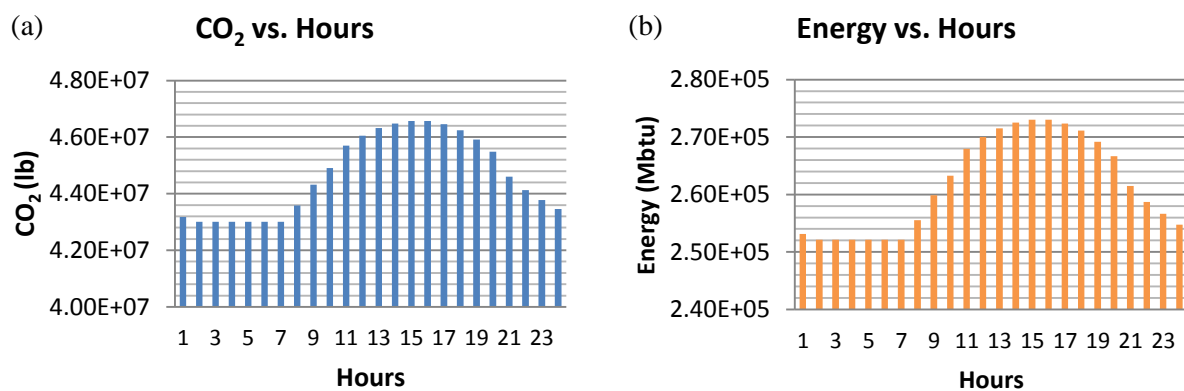 (a) CO2 vs. Hours
4.80E+07
4.60E+07
4.40E+07
4.20E+07
4.00E+07
CO2 (lb)
1 3 5 7 9 11 13 15 17 19 21 23
Hours
(b) Energy vs. Hours
2.80E+05
2.70E+05
2.60E+05
2.50E+05
2.40E+05
Energy (Mbtu)
1 3 5 7 9 11 13 15 17 19 21 23
Hours